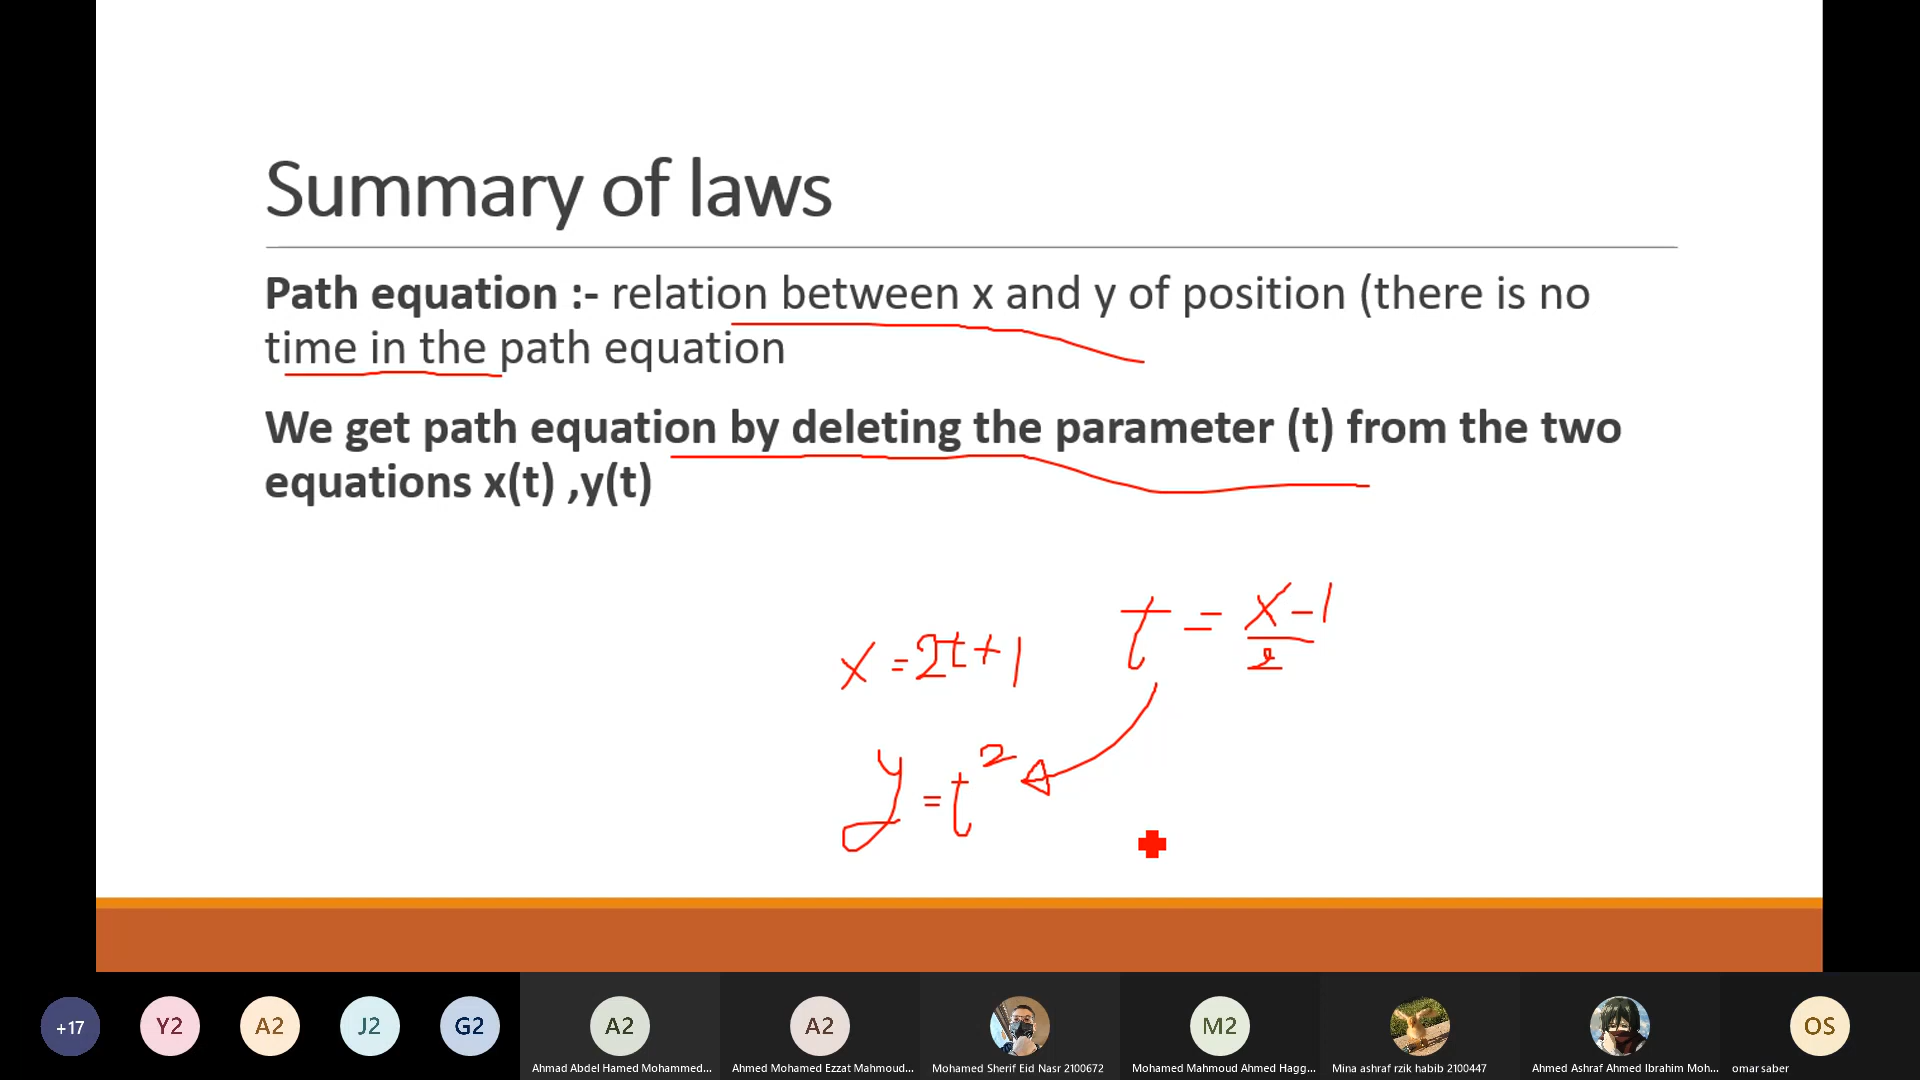 Summary of laws
Path equation :- relation between x and y of position (there is no
time in the path equation
We get path equation by deleting the parameter (t) from the two
equations x(t) ,y(t)
t = x-1
2
x = 2t+1
y = t²
+17
Y2
A2
J2
G2
A2
A2
M2
OS
Ahmad Abdel Hamed Mohammed...
Ahmed Mohamed Ezzat Mahmoud...
Mohamed Sherif Eid Nasr 2100672
Mohamed Mahmoud Ahmed Hagg...
Mina ashraf rzik habib 2100447
Ahmed Ashraf Ahmed Ibrahim Moh...
omar saber